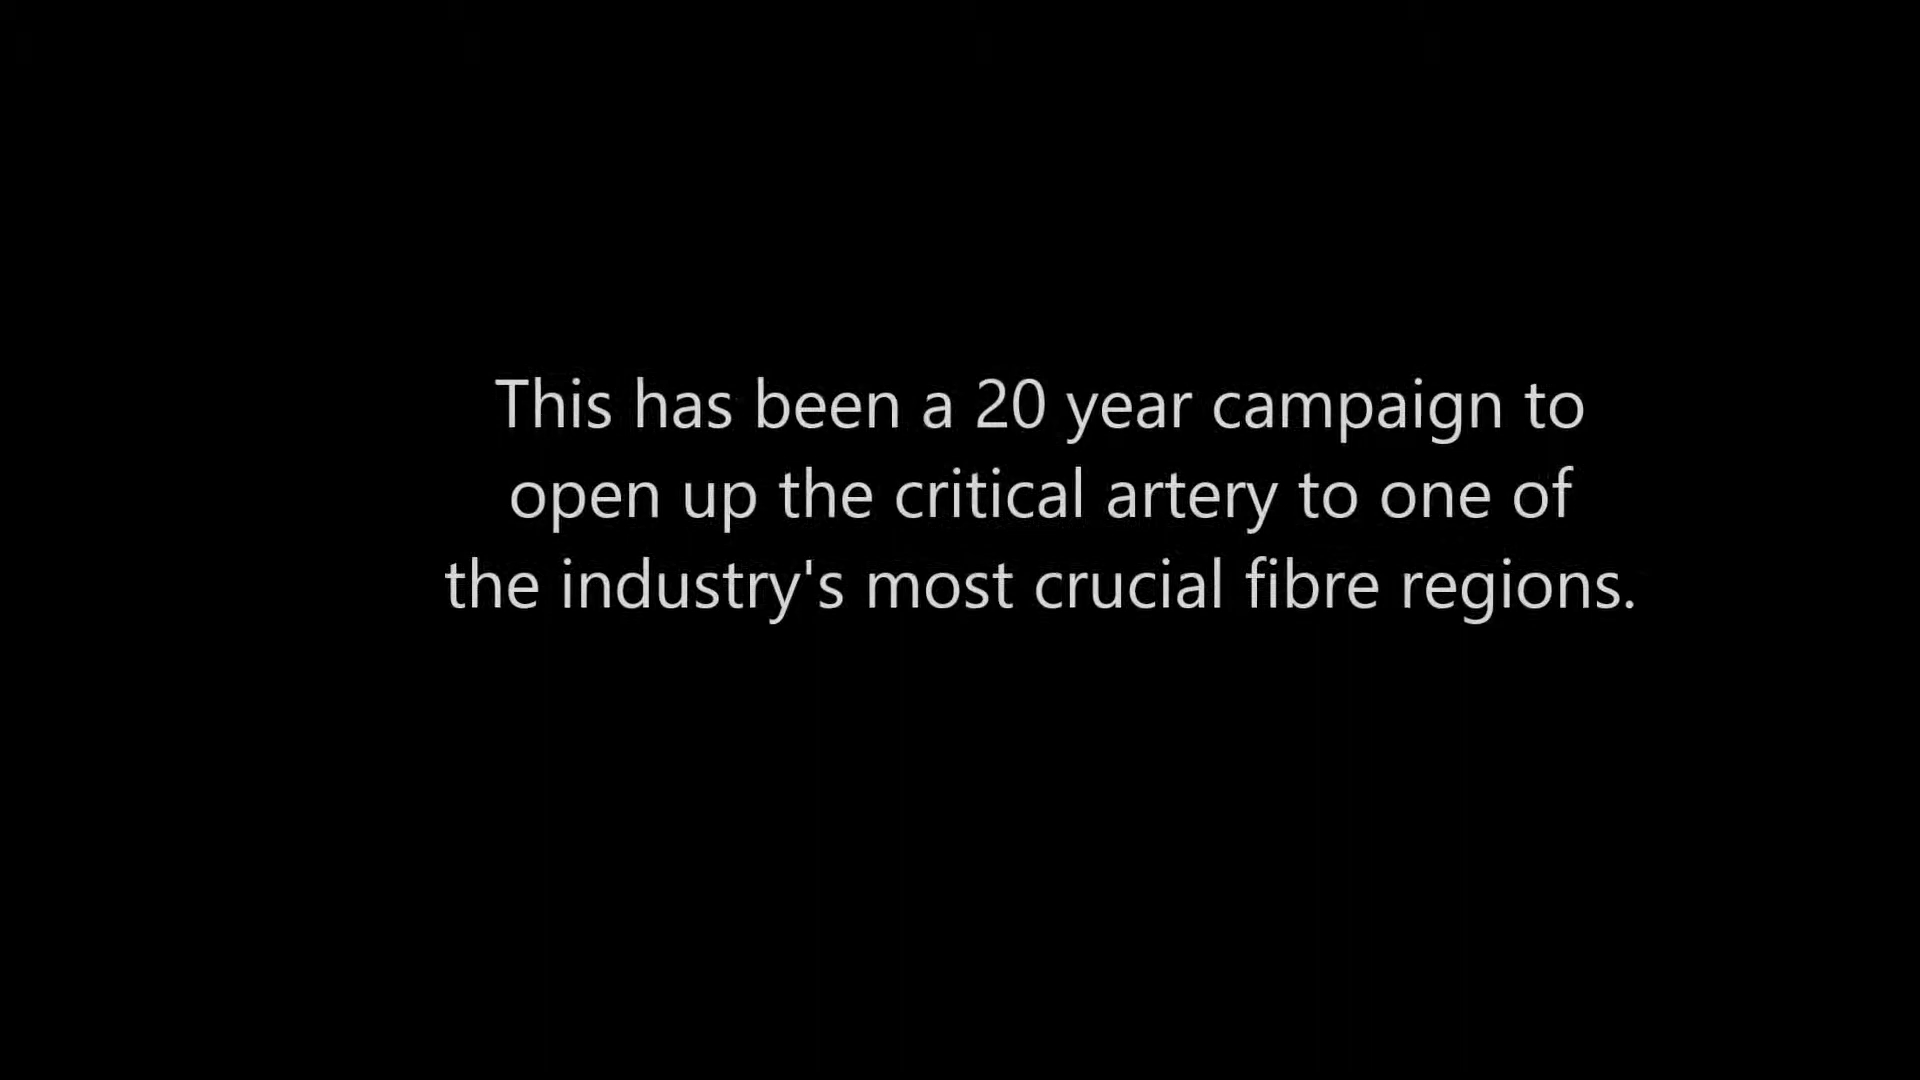 This has been a 20 year campaign to
open up the critical artery to one of
the industry's most crucial fibre regions.